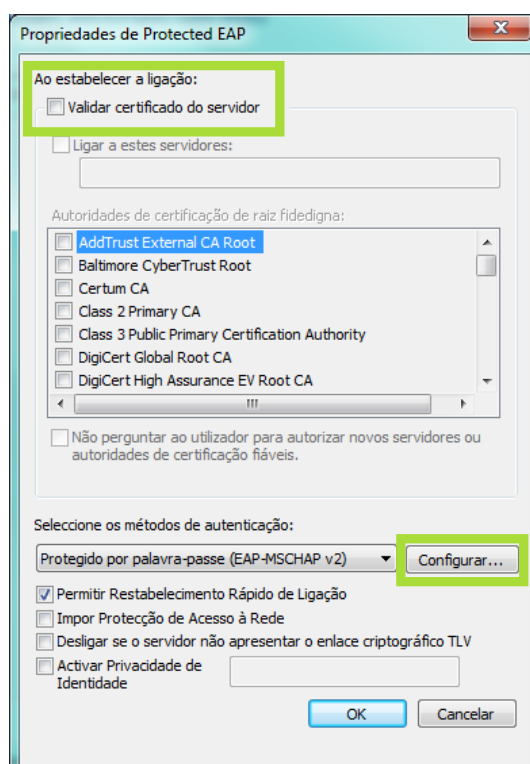 Propriedades de Protected EAP
Ao estabelecer a ligação:
Validar certificado do servidor
Ligar a estes servidores:
Autoridades de certificação de raiz fidedigna:
AddTrust External CA Root
Baltimore CyberTrust Root
Certum CA
Class 2 Primary CA
Class 3 Public Primary Certification Authority
DigiCert Global Root CA
DigiCert High Assurance EV Root CA
Não perguntar ao utilizador para autorizar novos servidores ou
autoridades de certificação fiáveis.
Seleccione os métodos de autenticação:
Protegido por palavra-passe (EAP-MSCHAP v2) Configurar...
Permitir Restabelecimento Rápido de Ligação
Impor Protecção de Acesso à Rede
Desligar se o servidor não apresentar o enlace criptográfico TLV
Activar Privacidade de
Identidade
OK Cancelar